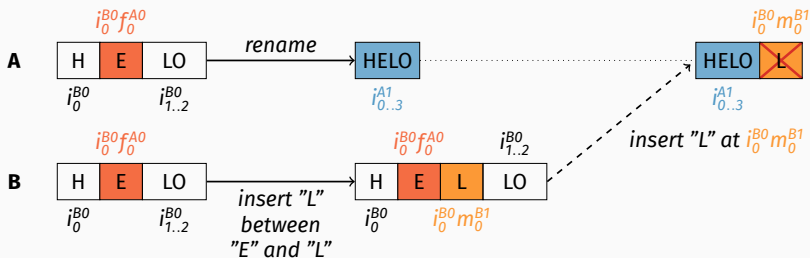 i₀ᴮ⁰f₀ᴬ⁰
i₀ᴮ⁰m₀ᴮ¹
A H E LO rename HELO HELO L
i₀ᴮ⁰ i₁..₂ᴮ⁰ i₀..₃ᴬ¹ i₀..₃ᴬ¹
i₀ᴮ⁰f₀ᴬ⁰ i₀ᴮ⁰f₀ᴬ⁰ i₁..₂ᴮ⁰ insert ”L” at i₀ᴮ⁰m₀ᴮ¹
B H E LO H E L LO
i₀ᴮ⁰ i₁..₂ᴮ⁰ insert ”L” i₀ᴮ⁰ i₀ᴮ⁰m₀ᴮ¹
between
”E” and ”L”